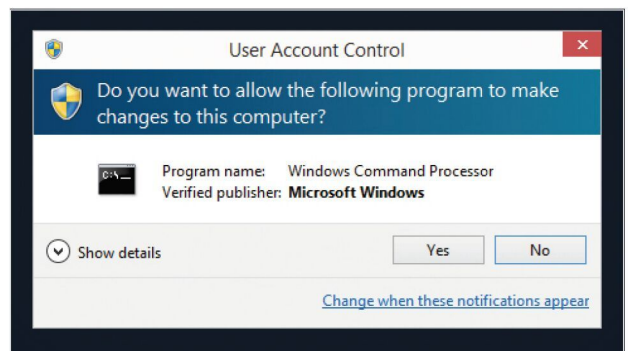 User Account Control
Do you want to allow the following program to make
changes to this computer?
C:\_
Program name: Windows Command Processor
Verified publisher: Microsoft Windows
Show details
Yes
No
Change when these notifications appear